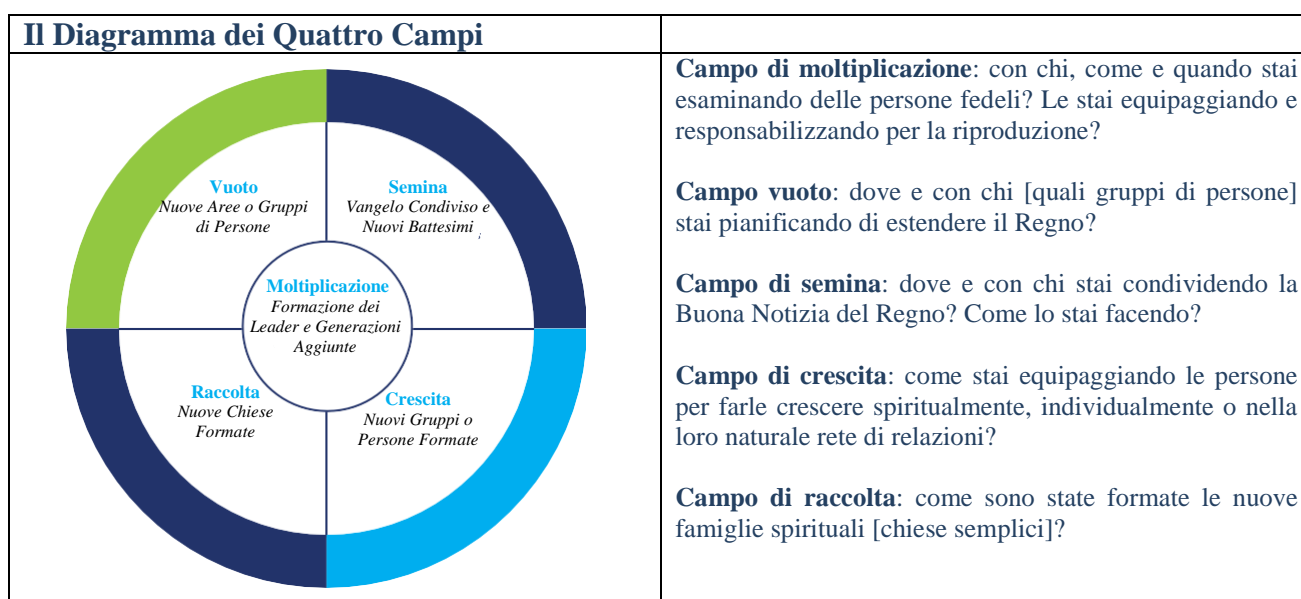 Il Diagramma dei Quattro Campi
Vuoto
Nuove Aree o Gruppi
di Persone
Semina
Vangelo Condiviso e
Nuovi Battesimi ;
Moltiplicazione
Formazione dei
Leader e Generazioni
Aggiunte
Raccolta
Nuove Chiese
Formate
Crescita
Nuovi Gruppi o
Persone Formate
Campo di moltiplicazione: con chi, come e quando stai
esaminando delle persone fedeli? Le stai equipaggiando e
responsabilizzando per la riproduzione?
Campo vuoto: dove e con chi [quali gruppi di persone]
stai pianificando di estendere il Regno?
Campo di semina: dove e con chi stai condividendo la
Buona Notizia del Regno? Come lo stai facendo?
Campo di crescita: come stai equipaggiando le persone
per farle crescere spiritualmente, individualmente o nella
loro naturale rete di relazioni?
Campo di raccolta: come sono state formate le nuove
famiglie spirituali [chiese semplici]?